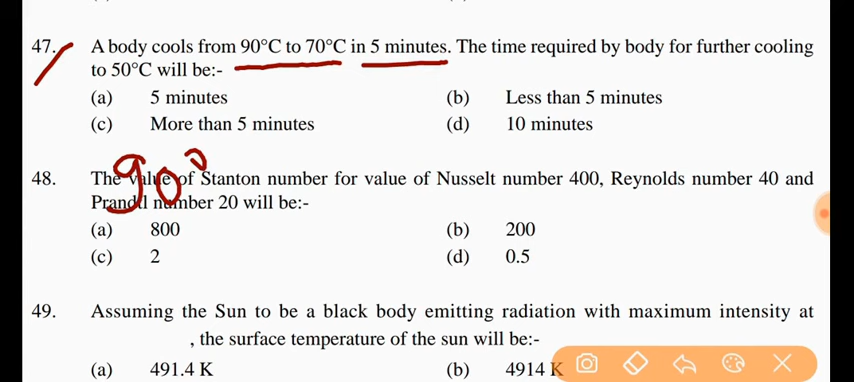 47. A body cools from 90°C to 70°C in 5 minutes. The time required by body for further cooling
to 50°C will be:-
(a) 5 minutes (b) Less than 5 minutes
(c) More than 5 minutes (d) 10 minutes
90°
48. The value of Stanton number for value of Nusselt number 400, Reynolds number 40 and
Prandtl number 20 will be:-
(a) 800 (b) 200
(c) 2 (d) 0.5
49. Assuming the Sun to be a black body emitting radiation with maximum intensity at
, the surface temperature of the sun will be:-
(a) 491.4 K (b) 4914 K